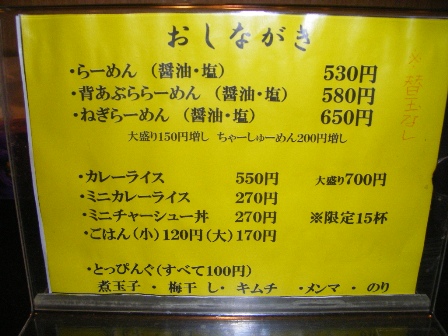 おしながき
・らーめん （醤油・塩） 530円
・背あぶららーめん （醤油・塩） 580円
・ねぎらーめん （醤油・塩） 650円
大盛り150円増し ちゃーしゅーめん200円増し
※替玉なし
・カレーライス 550円 大盛り700円
・ミニカレーライス 270円
・ミニチャーシュー丼 270円 ※限定15杯
・ごはん（小）120円（大）170円
・とっぴんぐ（すべて100円）
煮玉子 ・ 梅干し・ キムチ ・メンマ ・ のり